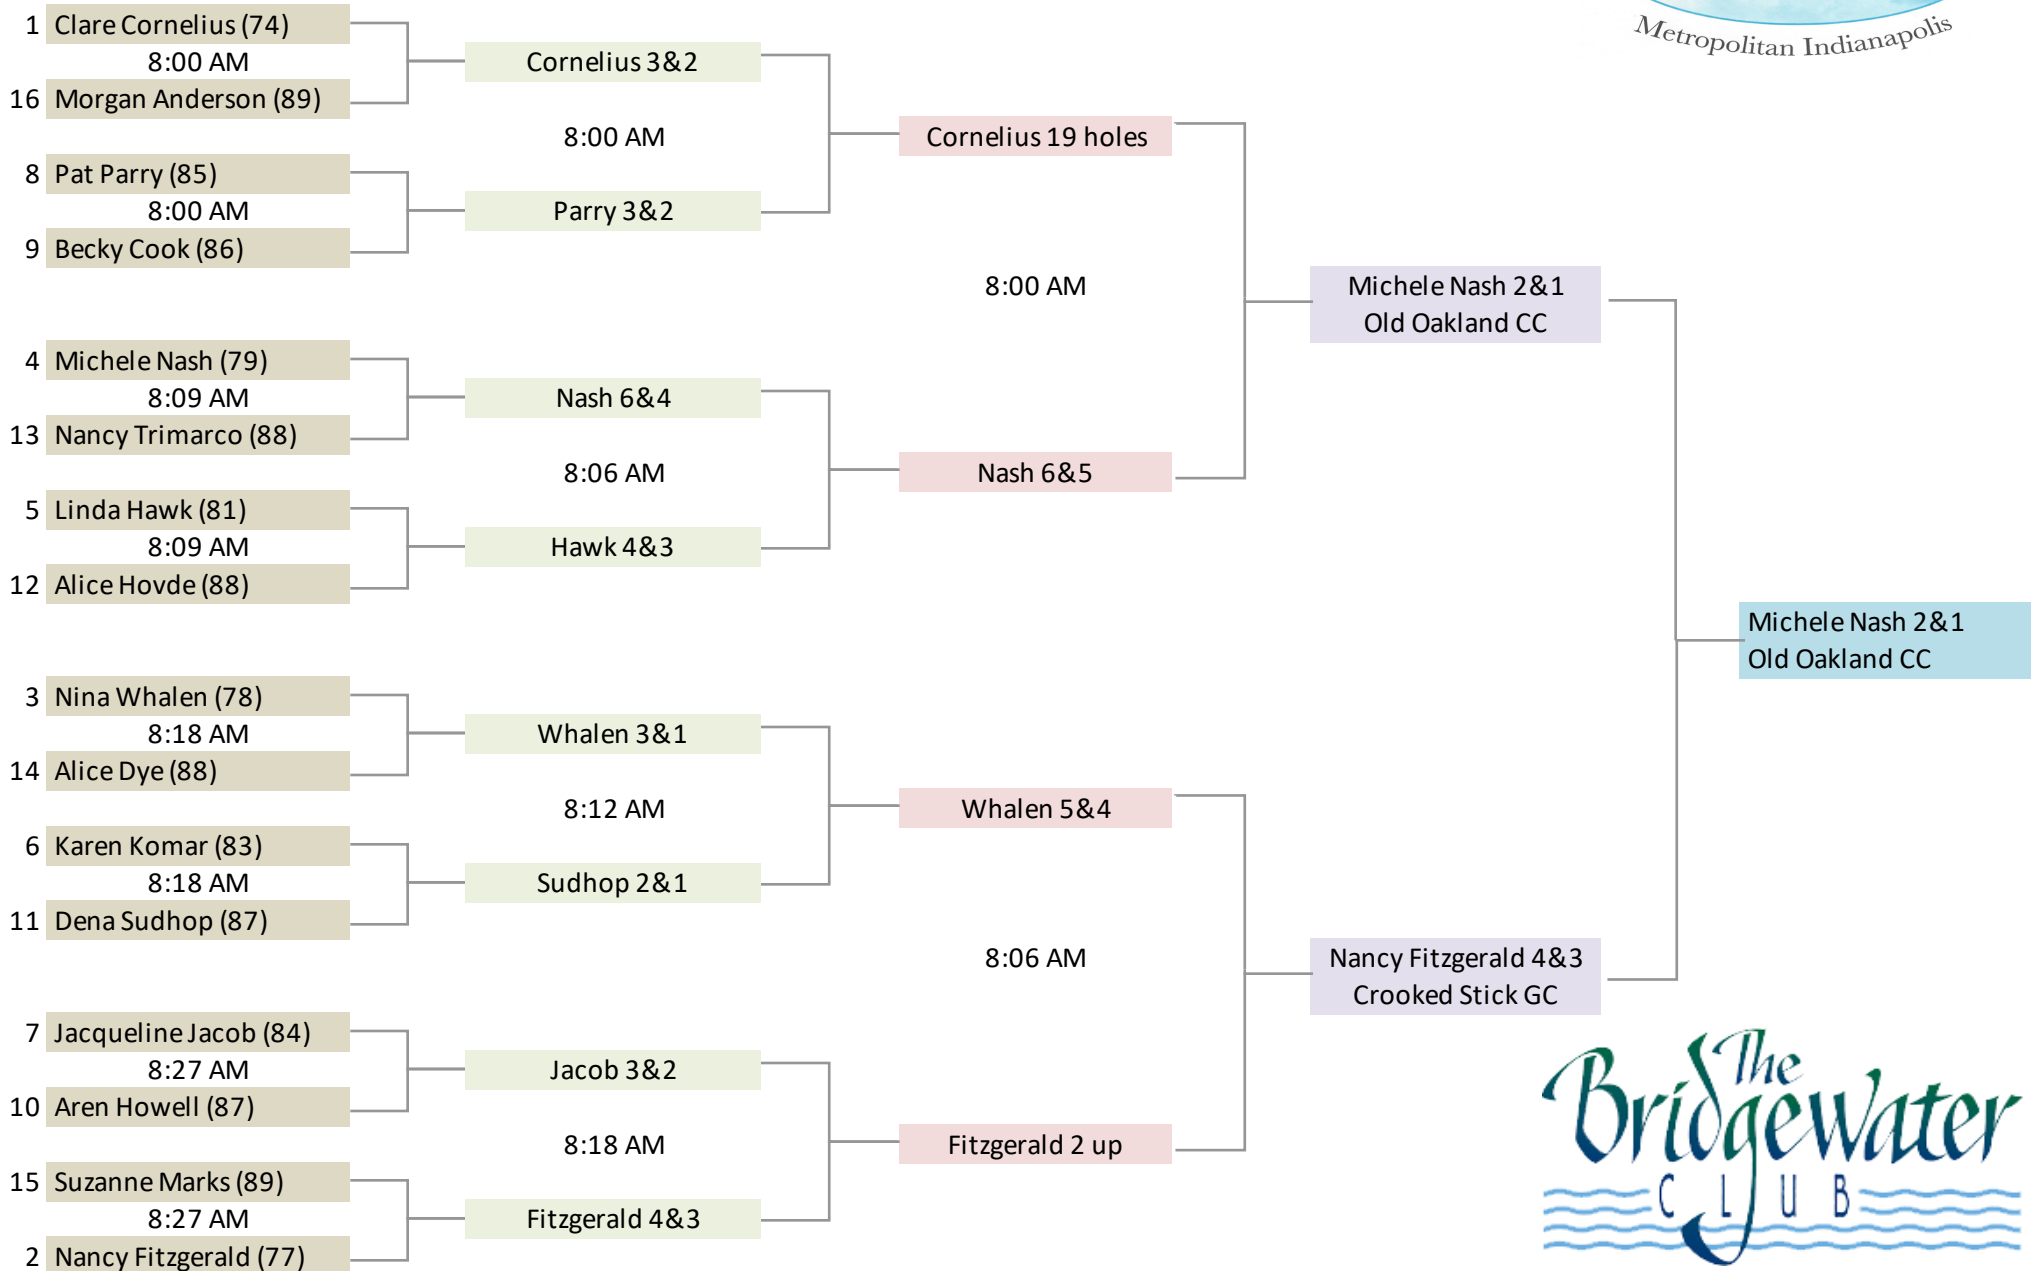 Metropolitan Indianapolis
1 Clare Cornelius (74)
8:00 AM
16 Morgan Anderson (89)
8 Pat Parry (85)
8:00 AM
9 Becky Cook (86)
4 Michele Nash (79)
8:09 AM
13 Nancy Trimarco (88)
5 Linda Hawk (81)
8:09 AM
12 Alice Hovde (88)
3 Nina Whalen (78)
8:18 AM
14 Alice Dye (88)
6 Karen Komar (83)
8:18 AM
11 Dena Sudhop (87)
7 Jacqueline Jacob (84)
8:27 AM
10 Aren Howell (87)
15 Suzanne Marks (89)
8:27 AM
2 Nancy Fitzgerald (77)
Cornelius 3&2
8:00 AM
Parry 3&2
Nash 6&4
8:06 AM
Hawk 4&3
Whalen 3&1
8:12 AM
Sudhop 2&1
Jacob 3&2
8:18 AM
Fitzgerald 4&3
Cornelius 19 holes
8:00 AM
Nash 6&5
Whalen 5&4
8:06 AM
Fitzgerald 2 up
Michele Nash 2&1
Old Oakland CC
Nancy Fitzgerald 4&3
Crooked Stick GC
Michele Nash 2&1
Old Oakland CC
The
Bridgewater
CLUB